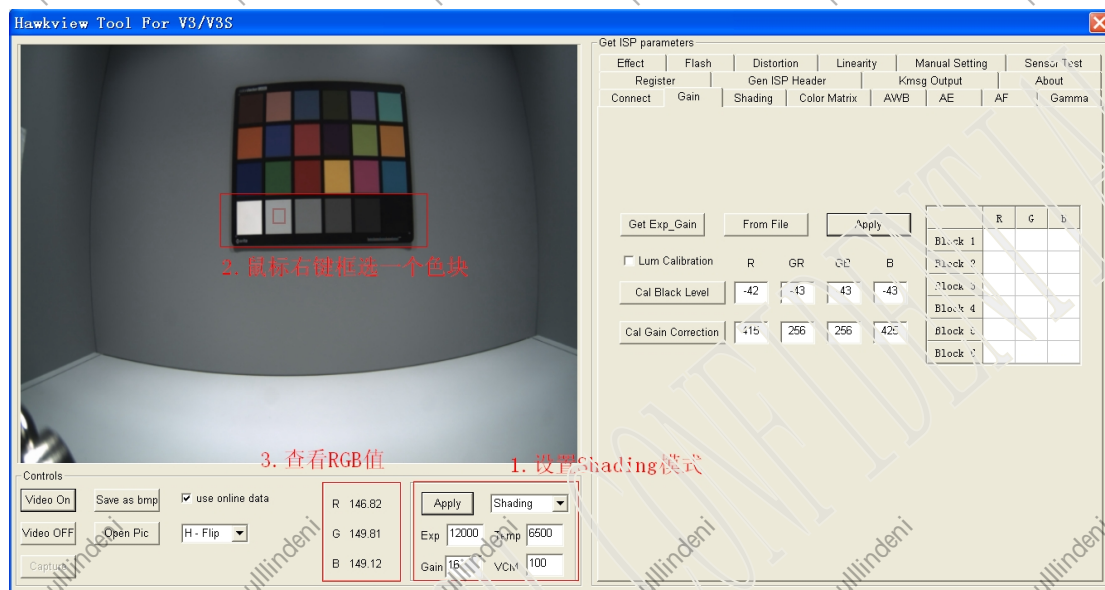 Hawkview Tool For V3/V3S
Get ISP parameters
Effect Flash Distortion Linearity Manual Setting Sensor Test
Register Gen ISP Header Kmsg Output About
Connect Gain Shading Color Matrix AWB AE AF Gamma
2.鼠标右键框选一个色块
Get Exp_Gain From File Apply
R G b
Block 1
Lum Calibration R GR GB B Block 2
Cal Black Level -42 -43 -43 -43 Block 3
Block 4
Cal Gain Correction 415 256 256 Block 5
Block 6
3.查看RGB值
1.设置Shading模式
Controls
Video On Save as bmp use online data R 146.82 Apply Shading
Video OFF Open Pic H - Flip G 149.81 Exp 12000 Temp 6500
Capture B 149.12 Gain 16 VCM 100
CONFIDENTIA